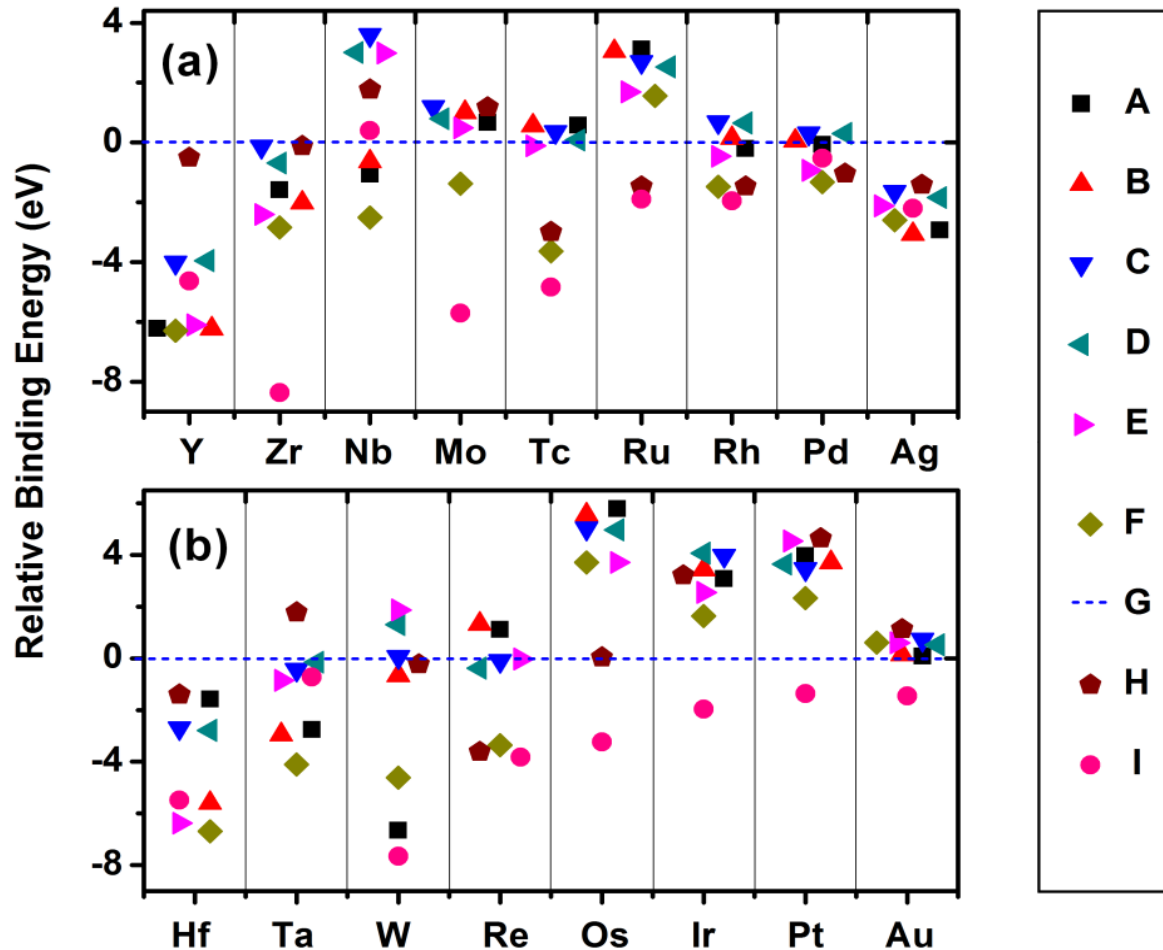 Relative Binding Energy (eV)
(a)
4
0
-4
-8
Y Zr Nb Mo Tc Ru Rh Pd Ag
(b)
4
0
-4
-8
Hf Ta W Re Os Ir Pt Au
A
B
C
D
E
F
G
H
I